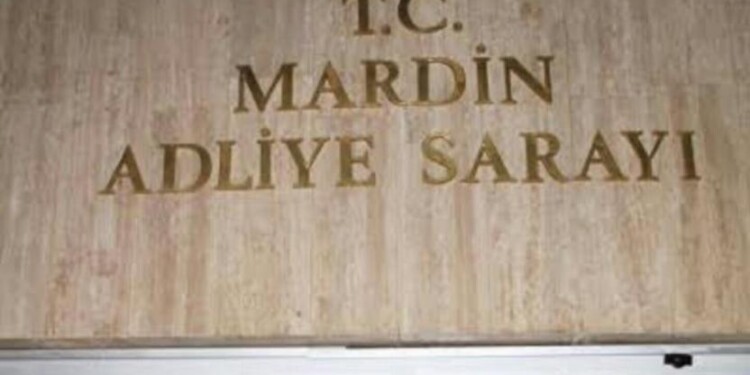 T.C.
MARDİN
ADLİYE SARAYI